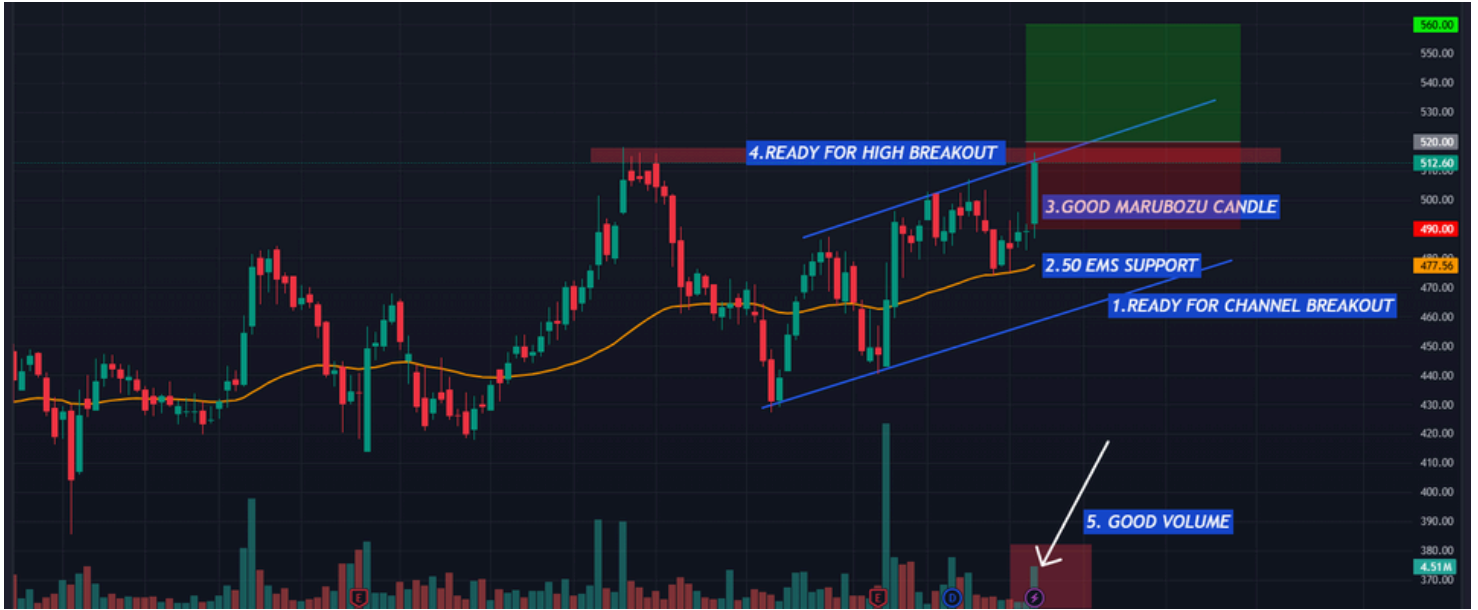 560.00
550.00
540.00
530.00
520.00
4.READY FOR HIGH BREAKOUT
512.60
510.00
500.00
3.GOOD MARUBOZU CANDLE
490.00
480.00
2.50 EMS SUPPORT
477.56
470.00
1.READY FOR CHANNEL BREAKOUT
460.00
450.00
440.00
430.00
420.00
410.00
400.00
390.00
5. GOOD VOLUME
380.00
4.51M
370.00
E
E
D